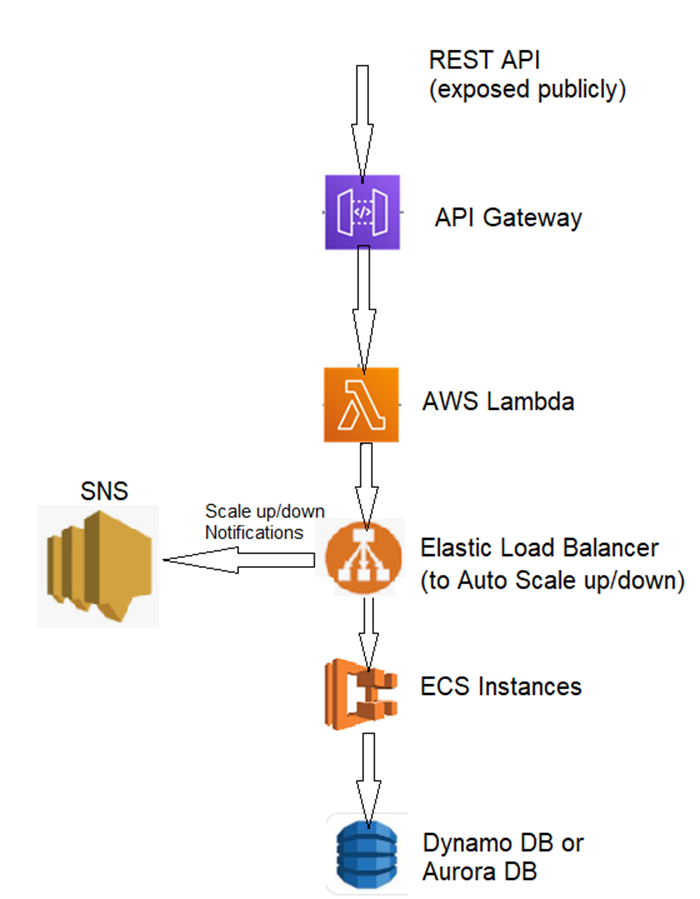 REST API
(exposed publicly)
API Gateway
AWS Lambda
SNS
Scale up/down
Notifications
Elastic Load Balancer
(to Auto Scale up/down)
ECS Instances
Dynamo DB or
Aurora DB